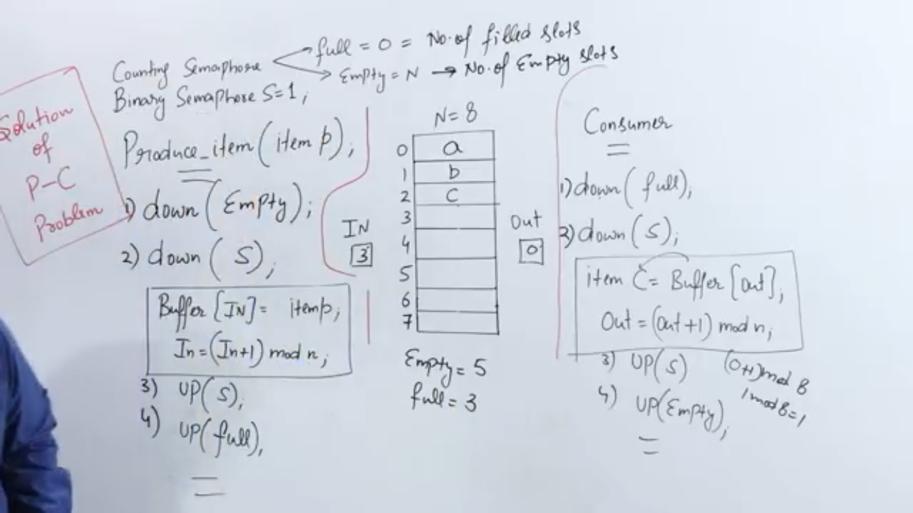 Solution
of
P-C
Problem
Counting Semaphore
full = 0 = No. of filled slots
Empty = N → No. of Empty slots
Binary Semaphore S=1;
Produce_item(item p);
1) down(Empty);
2) down(S);
Buffer[IN] = itemp;
In = (In+1) mod n;
3) UP(S);
4) UP(full);
IN
3
N=8
0 a
1 b
2 C
3
4
5
6
7
Empty = 5
full = 3
Out
0
Consumer
1) down(full);
2) down(S);
item C = Buffer[Out];
Out = (Out+1) mod n;
3) UP(S)
4) UP(Empty);
(0+1) mod 8
1 mod 8 = 1